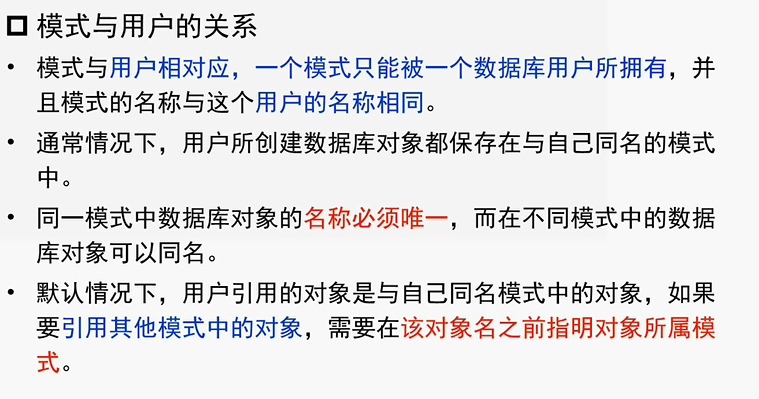 模式与用户的关系
• 模式与用户相对应，一个模式只能被一个数据库用户所拥有，并
且模式的名称与这个用户的名称相同。
• 通常情况下，用户所创建数据库对象都保存在与自己同名的模式
中。
• 同一模式中数据库对象的名称必须唯一，而在不同模式中的数据
库对象可以同名。
• 默认情况下，用户引用的对象是与自己同名模式中的对象，如果
要引用其他模式中的对象，需要在该对象名之前指明对象所属模
式。